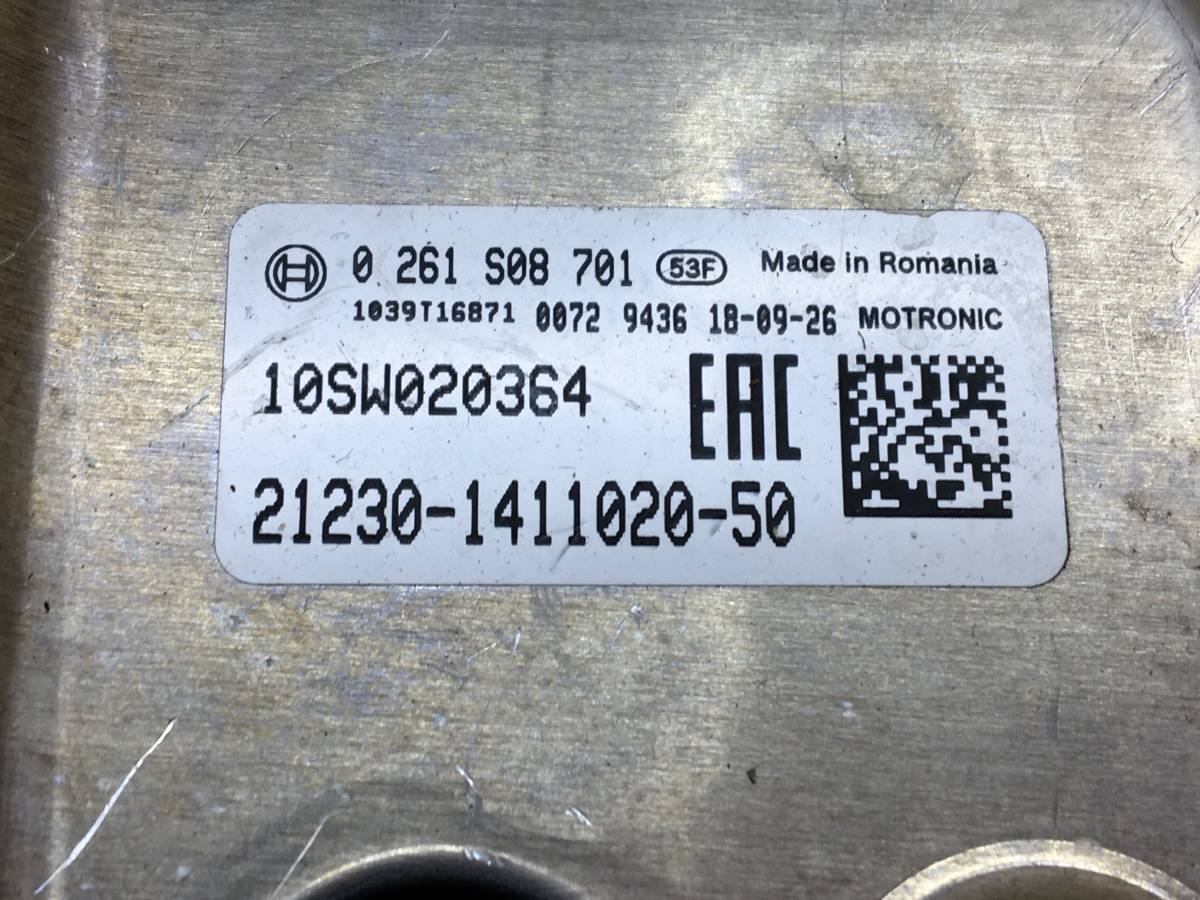 0 261 S08 701 53F Made in Romania
1039T16871 0072 9436 18-09-26 MOTRONIC
10SW020364 EAC
21230-1411020-50